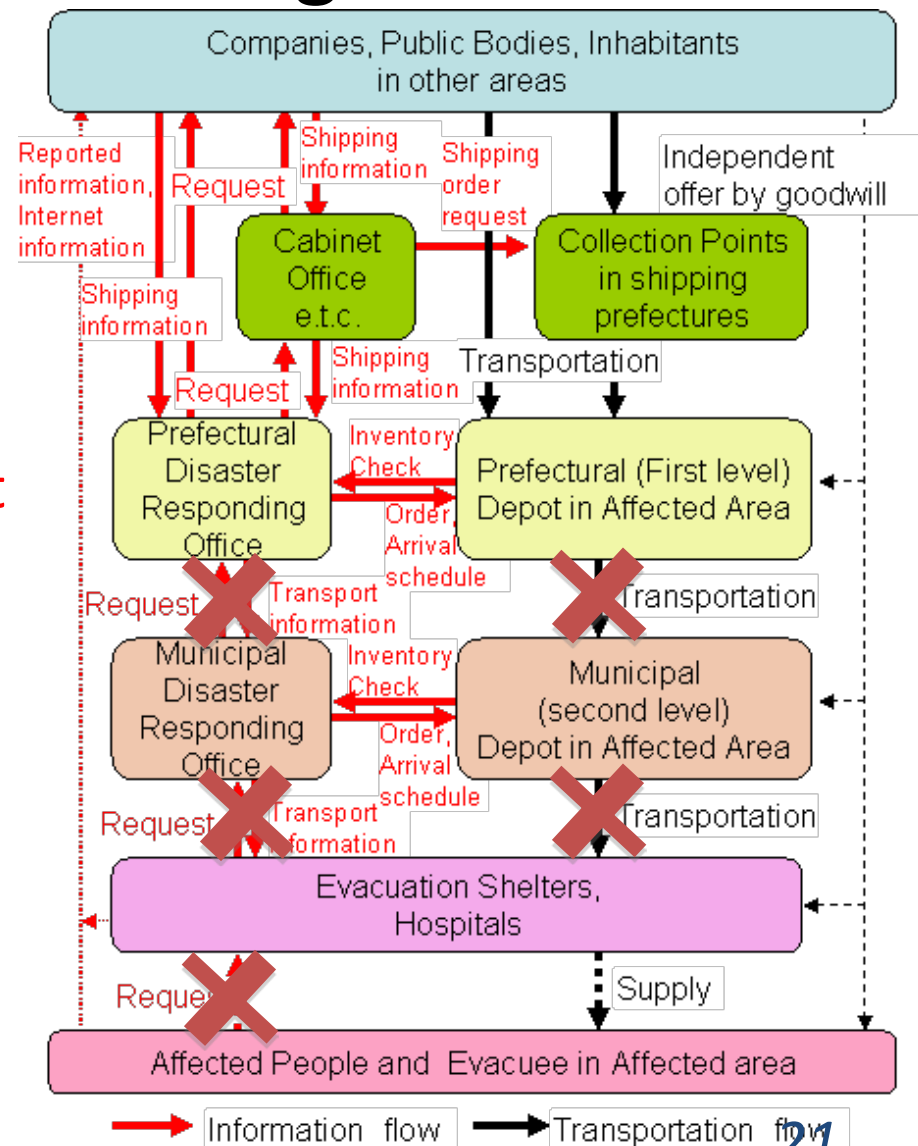 Companies, Public Bodies, Inhabitants
in other areas
Reported
information,
Internet
information
Request
Shipping
information
Shipping
order
request
Independent
offer by goodwill
Cabinet
Office
e.t.c.
Collection Points
in shipping
prefectures
Shipping
information
Request
Shipping
information
Transportation
Prefectural
Disaster
Responding
Office
Inventory
Check
Order,
Arrival
schedule
Prefectural (First level)
Depot in Affected Area
Request
Transport
information
Transportation
Municipal
Disaster
Responding
Office
Inventory
Check
Order,
Arrival
schedule
Municipal
(second level)
Depot in Affected Area
Request
Transport
information
Transportation
Evacuation Shelters,
Hospitals
Request
Supply
Affected People and Evacuee in Affected area
Information flow
Transportation flow
21